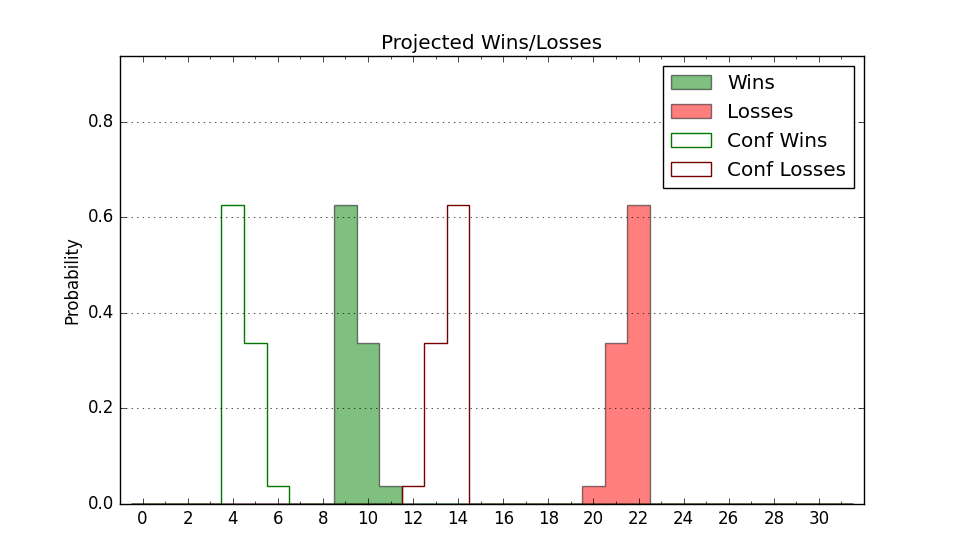 Projected Wins/Losses
Wins
Losses
Conf Wins
Conf Losses
Probability
0.8
0.6
0.4
0.2
0.0
0 2 4 6 8 10 12 14 16 18 20 22 24 26 28 30